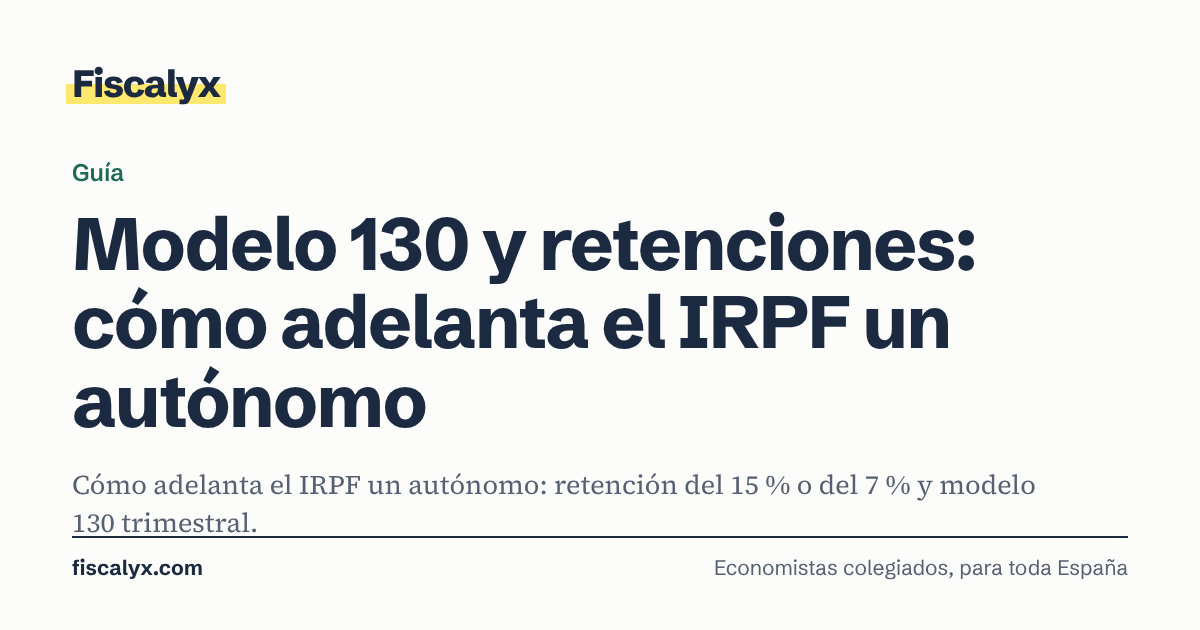 Fiscalyx
Guía
Modelo 130 y retenciones:
cómo adelanta el IRPF un
autónomo
Cómo adelanta el IRPF un autónomo: retención del 15 % o del 7 % y modelo
130 trimestral.
fiscalyx.com
Economistas colegiados, para toda España